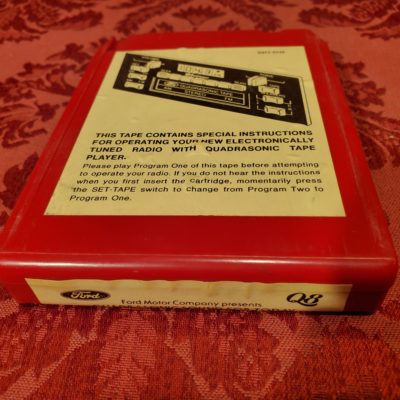 QUADRASONIC TAPE
THIS TAPE CONTAINS SPECIAL INSTRUCTIONS
FOR OPERATING YOUR NEW ELECTRONICALLY
TUNED RADIO WITH QUADRASONIC TAPE
PLAYER.
Please play Program One of this tape before attempting
to operate your radio. If you do not hear the instructions
when you first insert the cartridge, momentarily press
the SET-TAPE switch to change from Program Two to
Program One.
Ford
Ford Motor Company presents
Q8